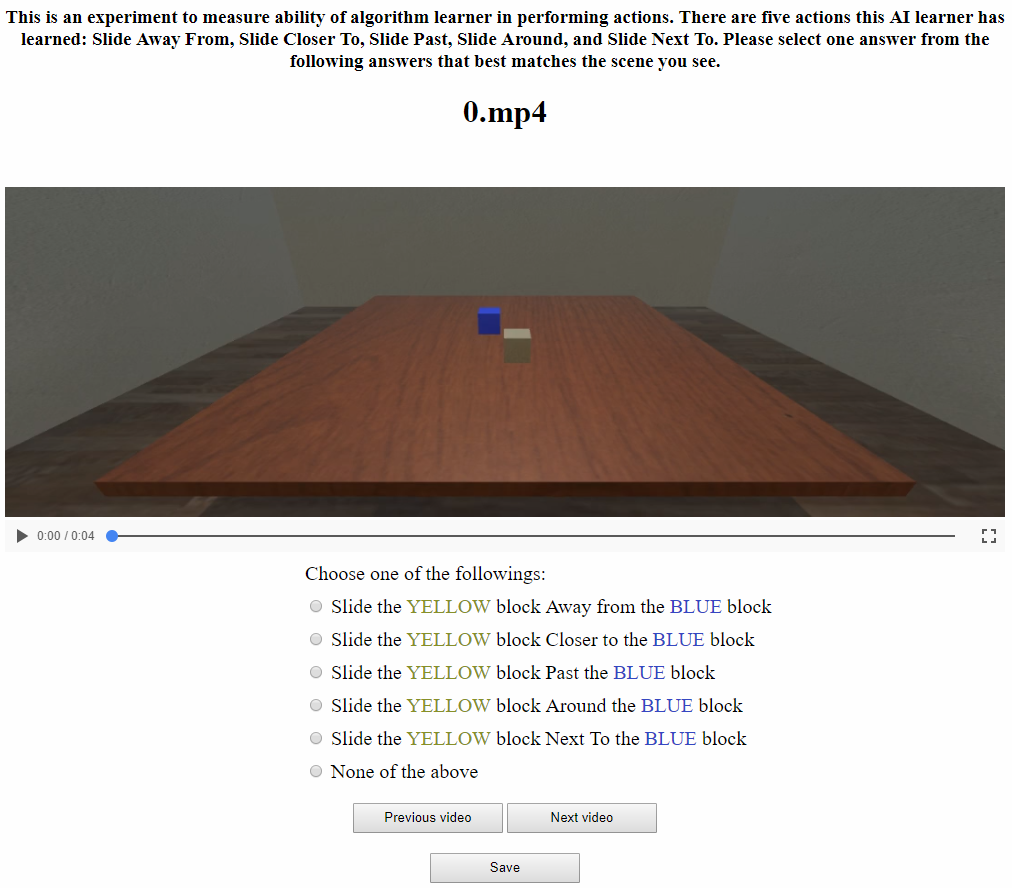 This is an experiment to measure ability of algorithm learner in performing actions. There are five actions this AI learner has
learned: Slide Away From, Slide Closer To, Slide Past, Slide Around, and Slide Next To. Please select one answer from the
following answers that best matches the scene you see.
0.mp4
0:00 / 0:04
Choose one of the followings:
Slide the YELLOW block Away from the BLUE block
Slide the YELLOW block Closer to the BLUE block
Slide the YELLOW block Past the BLUE block
Slide the YELLOW block Around the BLUE block
Slide the YELLOW block Next To the BLUE block
None of the above
Previous video Next video
Save